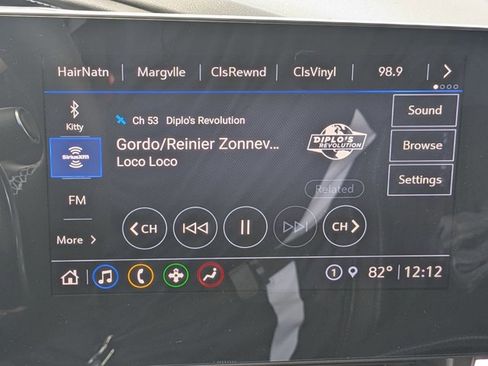 HairNatn Margvlle ClsRewnd ClsVinyl 98.9
Kitty
Ch 53 Diplo's Revolution
Sound
Gordo/Reinier Zonnev...
Loco Loco
DIPLO'S
REVOLUTION
SiriusXM
Browse
Related
Settings
FM
CH
CH
More
1 82° 12:12